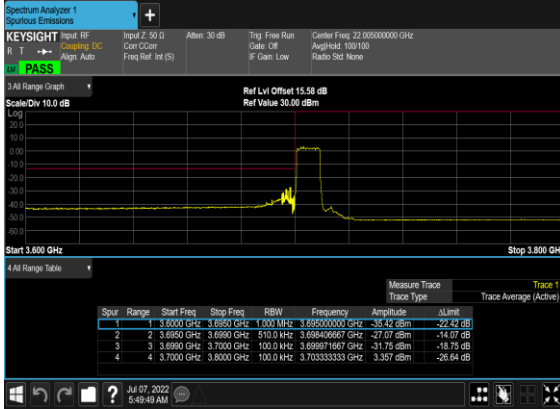 Spectrum Analyzer 1
Spurious Emissions
KEYSIGHT Input: RF Input Z: 50 Ω Atten: 30 dB Trig: Free Run Center Freq: 22.005000000 GHz
R T Coupling: DC Corr CCorr Gate: Off Avg|Hold: 100/100
Align: Auto Freq Ref: Int (S) IF Gain: Low Radio Std: None
PASS
3 All Range Graph
Ref Lvl Offset 15.58 dB
Scale/Div 10.0 dB Ref Value 30.00 dBm
Log
20.0
10.0
0.00
-10.0
-20.0
-30.0
-40.0
-50.0
-60.0
Start 3.600 GHz Stop 3.800 GH
4 All Range Table
Measure Trace Trace 1
Trace Type Trace Average (Active)
Spur Range Start Freq Stop Freq RBW Frequency Amplitude ΔLimit
1 1 3.6000 GHz 3.6950 GHz 1.000 MHz 3.695000000 GHz -35.42 dBm -22.42 dB
2 2 3.6950 GHz 3.6990 GHz 510.0 kHz 3.698406667 GHz -27.07 dBm -14.07 dB
3 3 3.6990 GHz 3.7000 GHz 100.0 kHz 3.699971667 GHz -31.75 dBm -18.75 dB
4 4 3.7000 GHz 3.8000 GHz 100.0 kHz 3.703333333 GHz 3.357 dBm -26.64 dB
Jul 07, 2022
5:49:49 AM